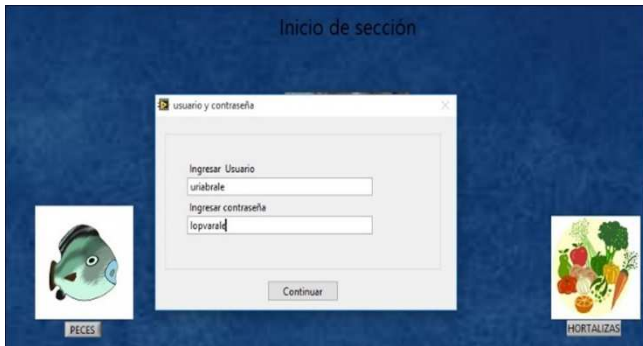 Inicio de sección
usuario y contraseña
Ingresar Usuario
uriabrale
Ingresar contraseña
lopvarale
Continuar
PECES
HORTALIZAS